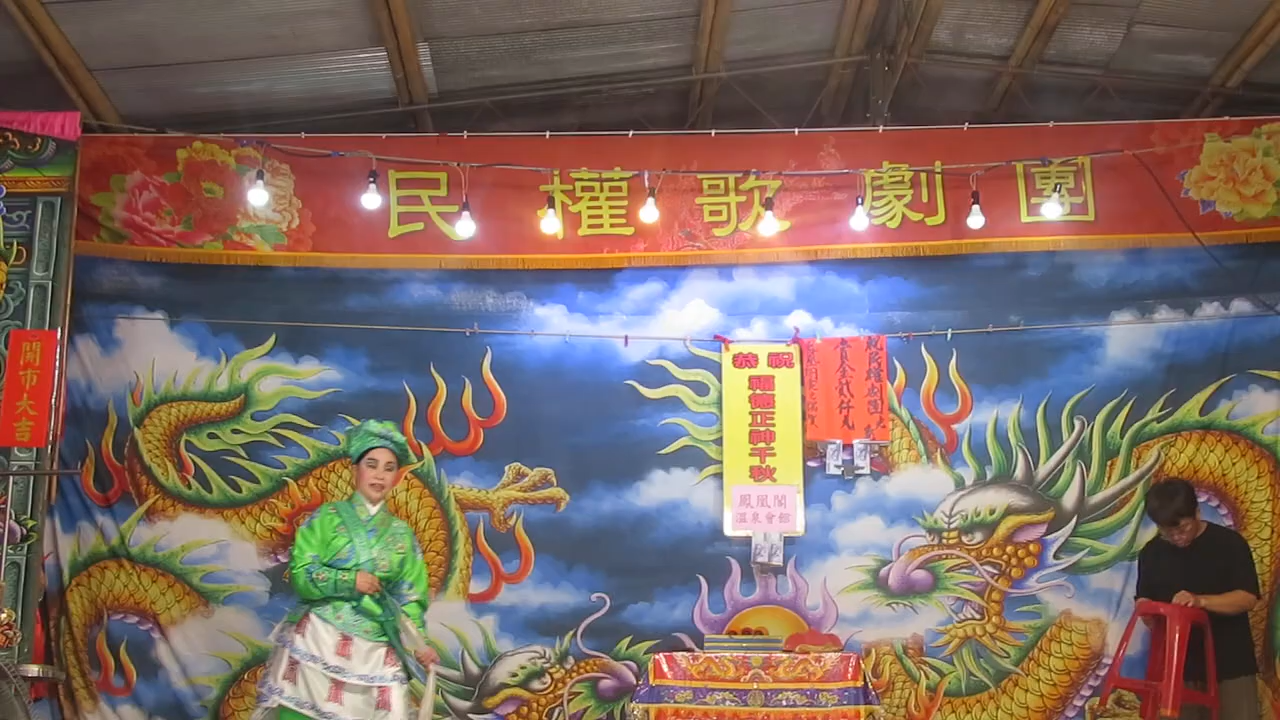 民權歌劇團
開市大吉
恭祝
福德正神千秋
鳳凰閣
溫泉會館